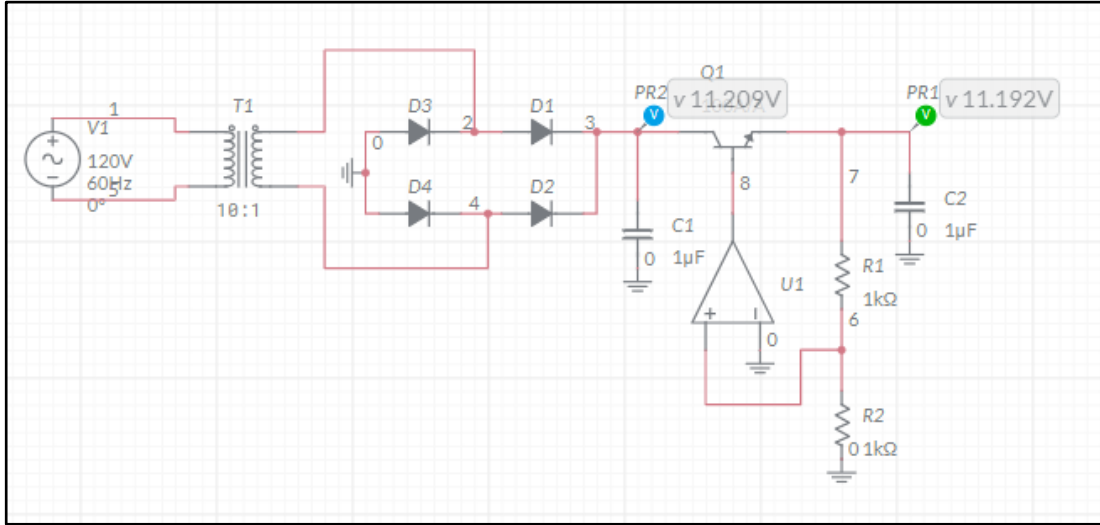 1
V1
120V
60Hz
5
0°
T1
10:1
D3
0
2
D1
D4
4
D2
3
PR2
V
v 11.209V
Q1
C1
0
1µF
8
U1
+
–
0
PR1
V
v 11.192V
7
C2
0
1µF
R1
1kΩ
6
R2
0
1kΩ